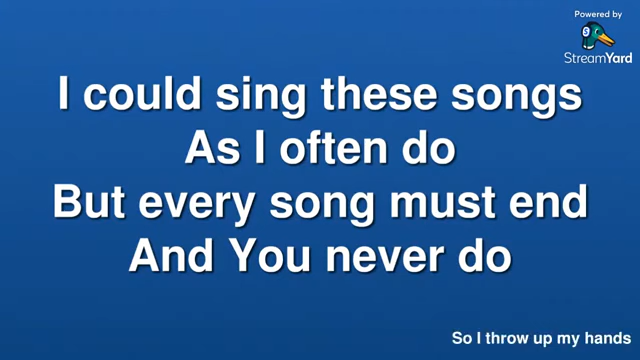 Powered by
StreamYard
I could sing these songs
As I often do
But every song must end
And You never do
So I throw up my hands